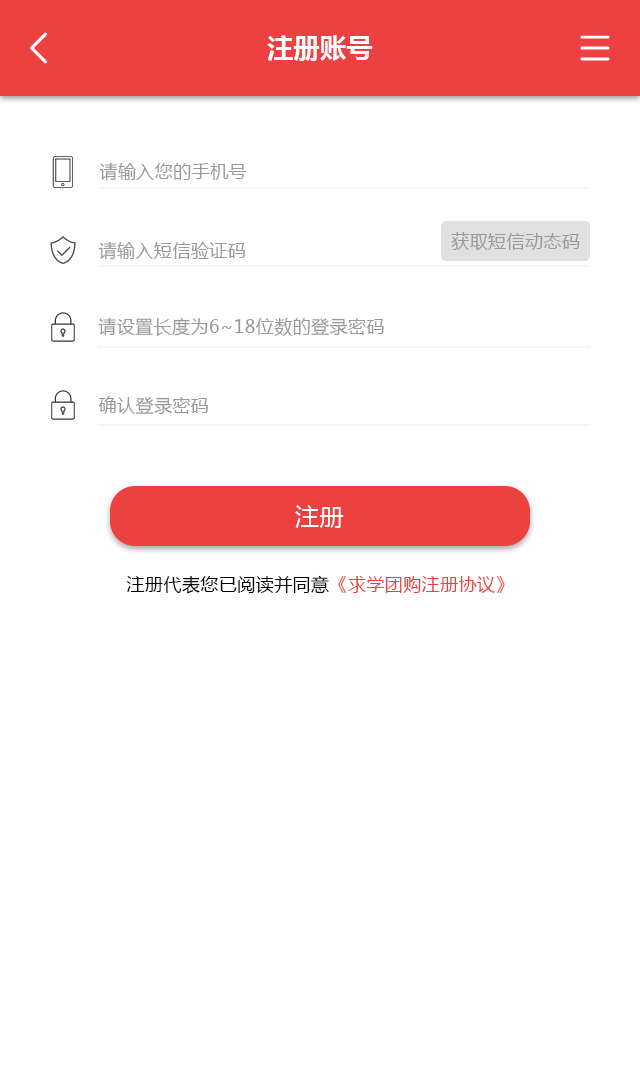 注册账号
请输入您的手机号
请输入短信验证码
获取短信动态码
请设置长度为6~18位数的登录密码
确认登录密码
注册
注册代表您已阅读并同意《求学团购注册协议》